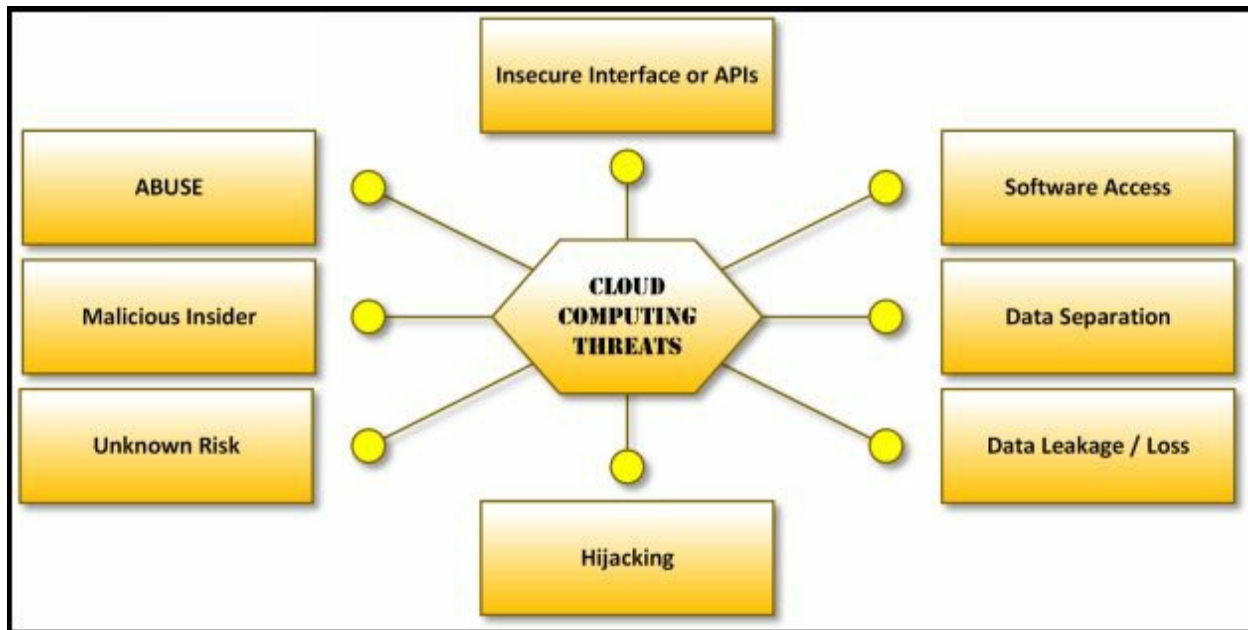 Insecure Interface or APIs
ABUSE
Software Access
CLOUD
COMPUTING
THREATS
Malicious Insider
Data Separation
Unknown Risk
Data Leakage / Loss
Hijacking